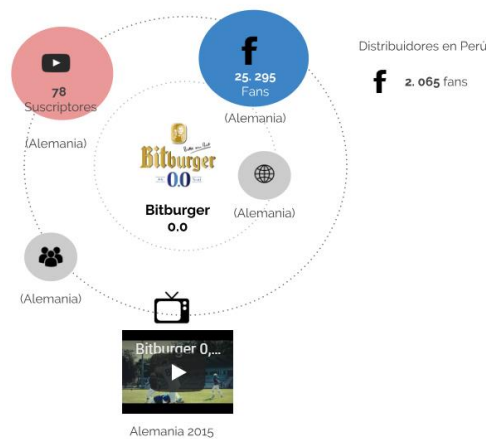 78
Suscriptores
(Alemania)
f
25. 295
Fans
(Alemania)
Distribuidores en Perú
f
2. 065 fans
Bitburger
0.0
Bitburger
0.0
(Alemania)
(Alemania)
Bitburger 0,...
Alemania 2015